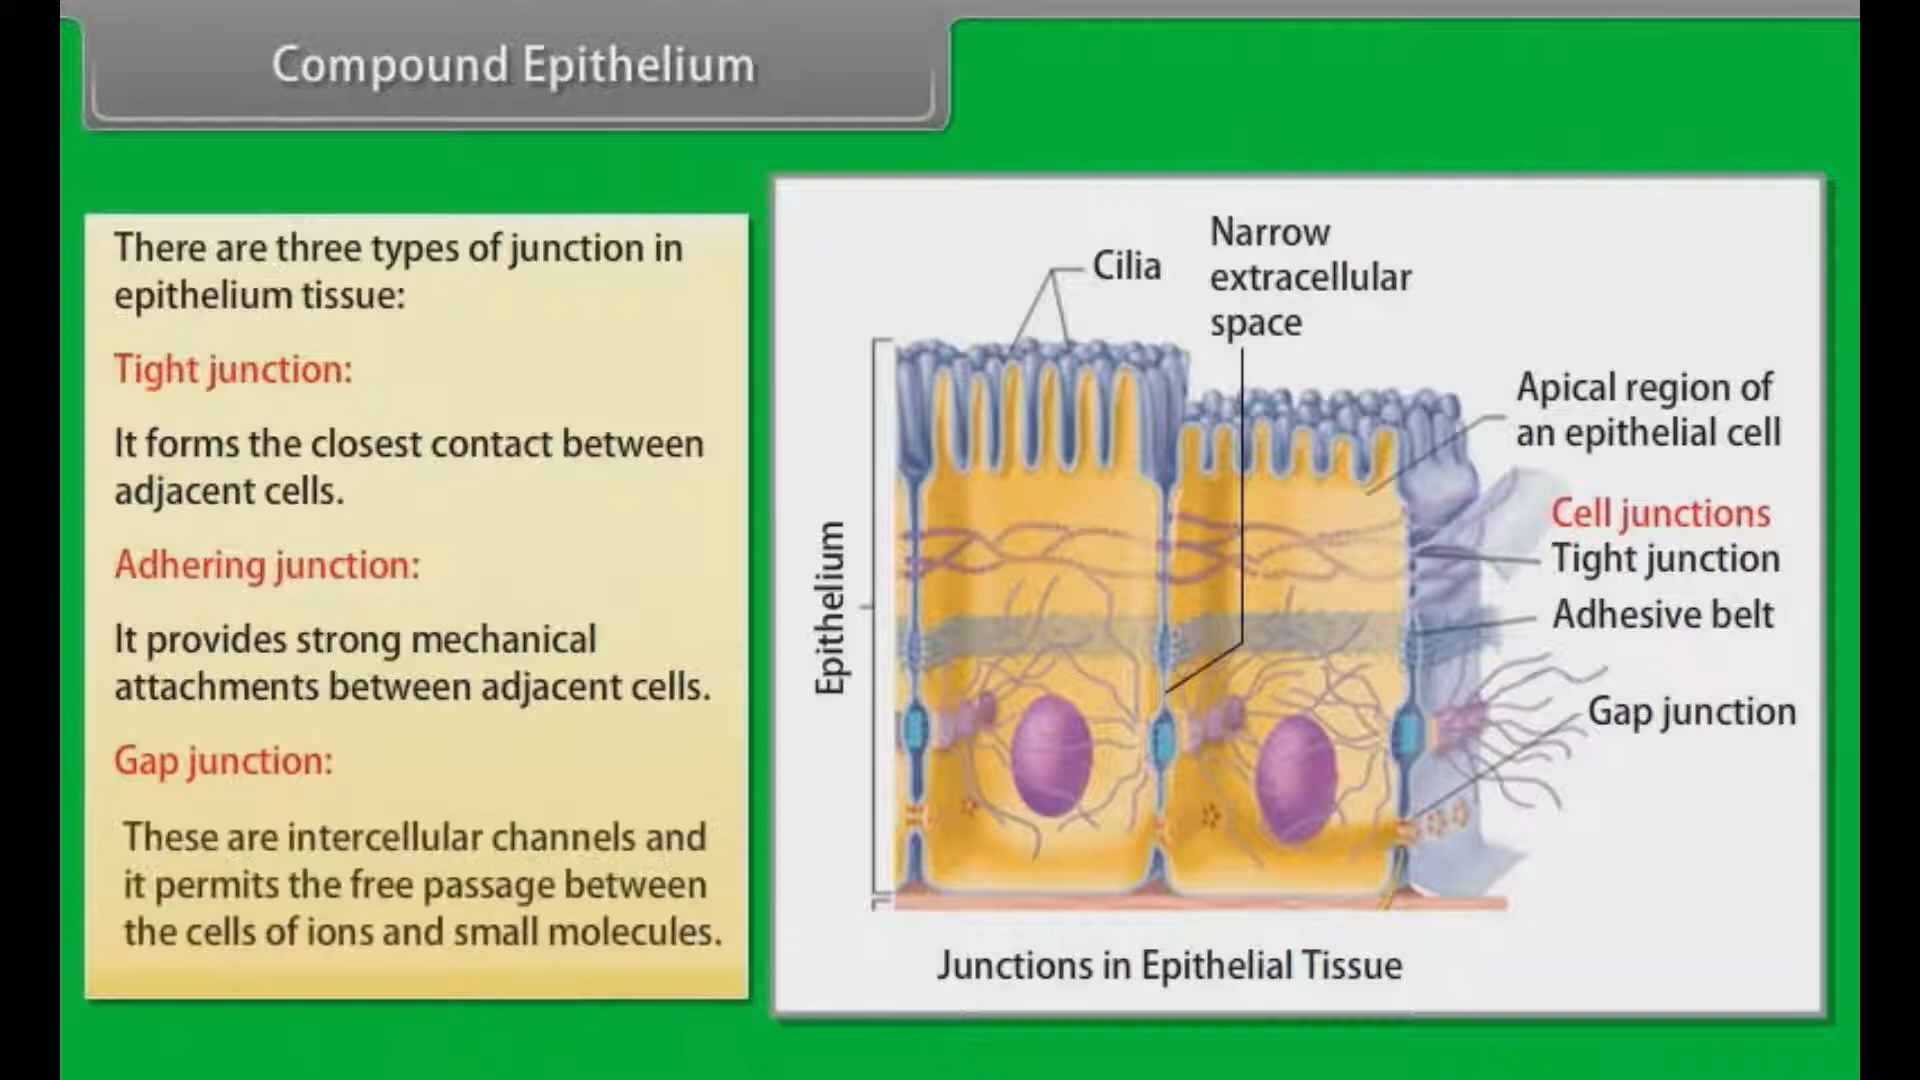 Compound Epithelium
There are three types of junction in
epithelium tissue:
Tight junction:
It forms the closest contact between
adjacent cells.
Adhering junction:
It provides strong mechanical
attachments between adjacent cells.
Gap junction:
These are intercellular channels and
it permits the free passage between
the cells of ions and small molecules.
Cilia
Narrow
extracellular
space
Apical region of
an epithelial cell
Cell junctions
Tight junction
Adhesive belt
Gap junction
Epithelium
Junctions in Epithelial Tissue